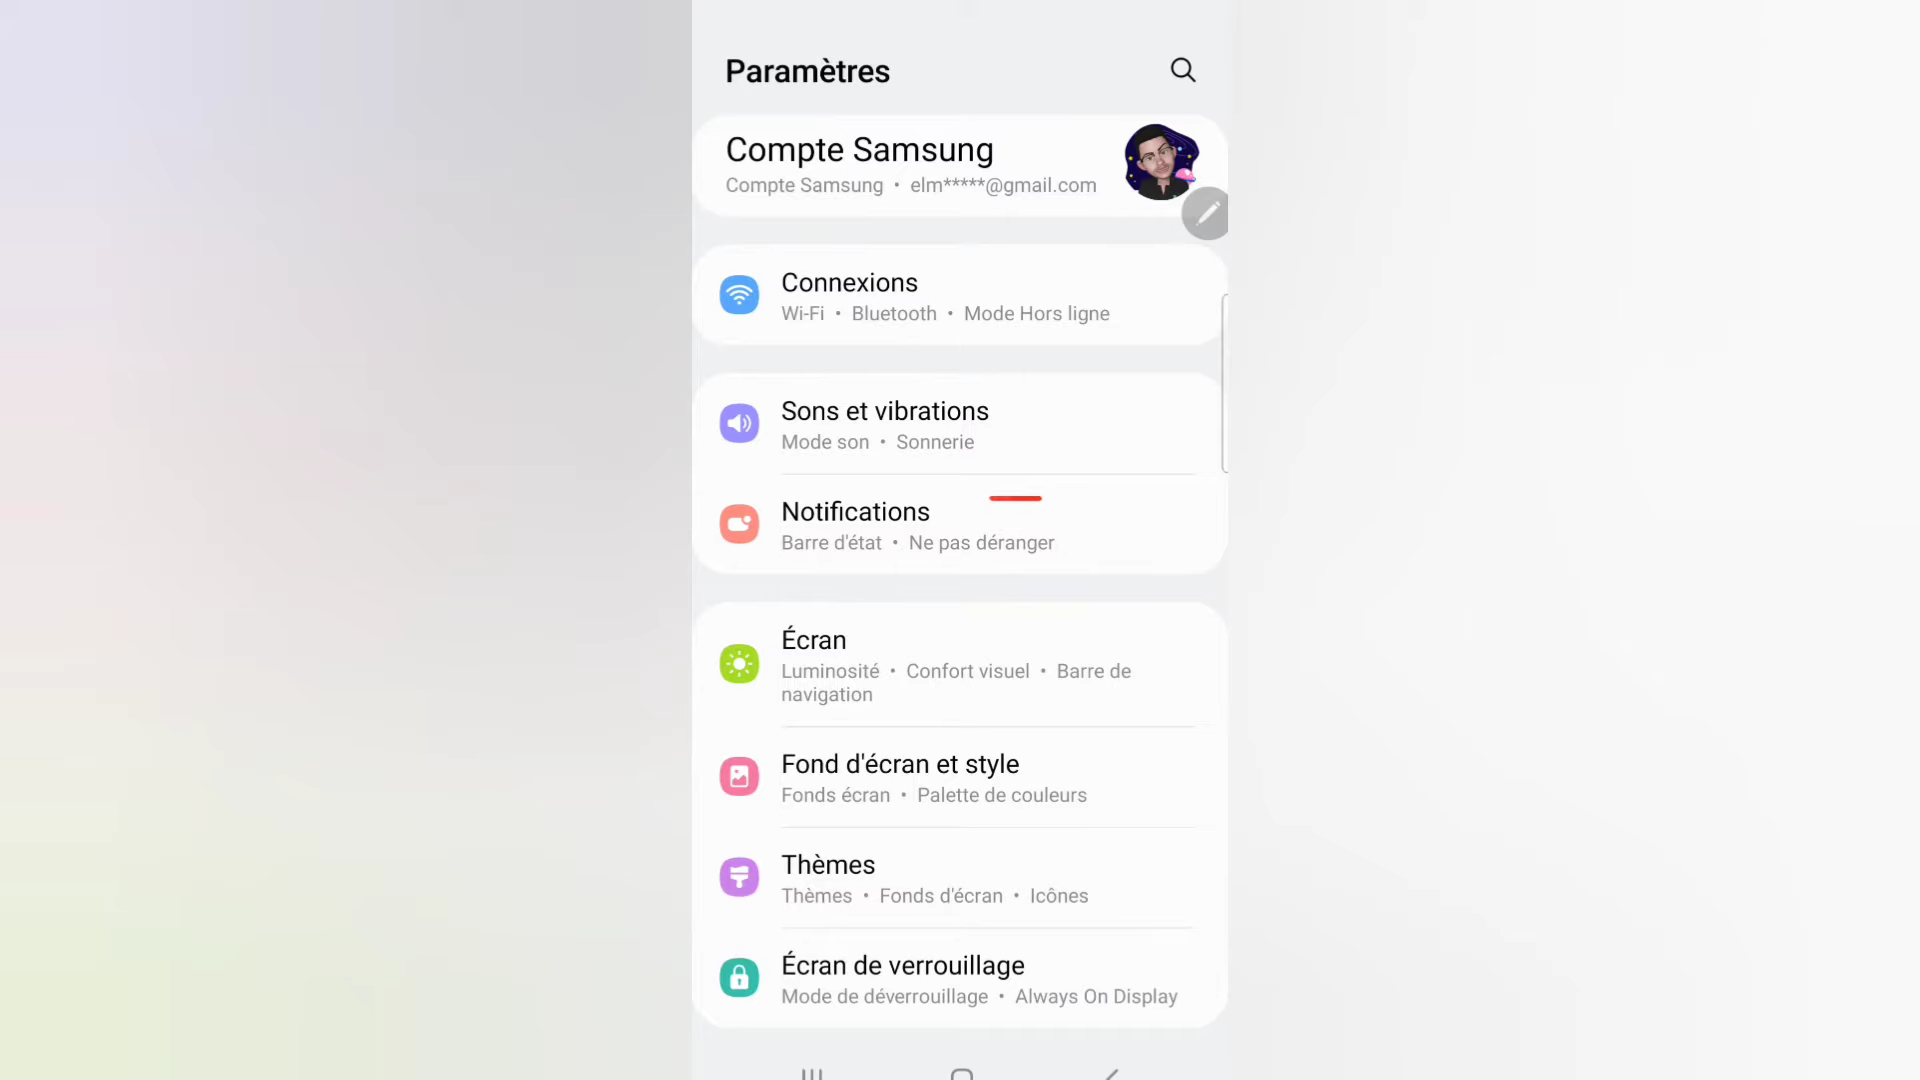 Paramètres
Compte Samsung
Compte Samsung • elm*****@gmail.com
Connexions
Wi-Fi • Bluetooth • Mode Hors ligne
Sons et vibrations
Mode son • Sonnerie
Notifications
Barre d'état • Ne pas déranger
Écran
Luminosité • Confort visuel • Barre de
navigation
Fond d'écran et style
Fonds écran • Palette de couleurs
Thèmes
Thèmes • Fonds d'écran • Icônes
Écran de verrouillage
Mode de déverrouillage • Always On Display